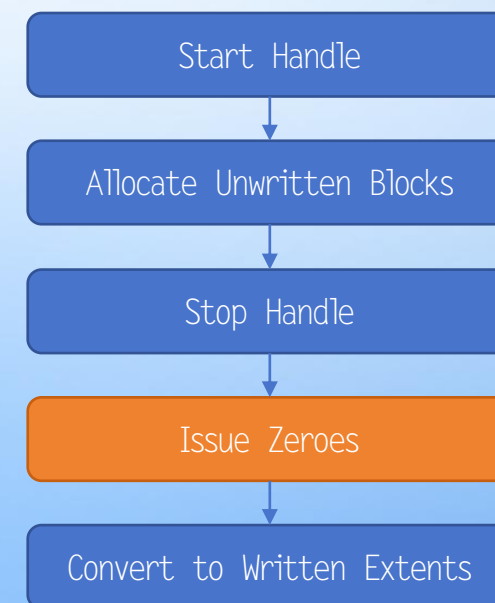 Start Handle
Allocate Unwritten Blocks
Stop Handle
Issue Zeroes
Convert to Written Extents